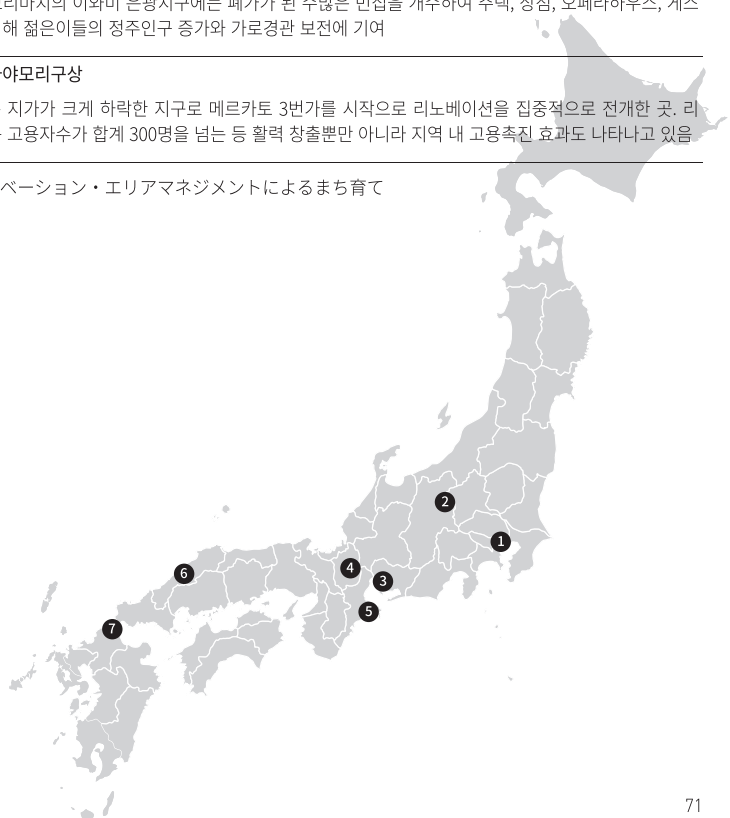 의 이와미 은광지구에는 폐가가 된 수많은 민집을 개수하여 주택, 상점, 오페라하우스, 게스
해 젊은이들의 정주인구 증가와 가로경관 보전에 기여
야모리구상
지가가 크게 하락한 지구로 메르카토 3번가를 시작으로 리노베이션을 집중적으로 전개한 곳. 리
고용자수가 합계 300명을 넘는 등 활력 창출뿐만 아니라 지역 내 고용촉진 효과도 나타나고 있음
ベーション・エリアマネジメントによるまち育て
2
1
4
6
3
5
7
71